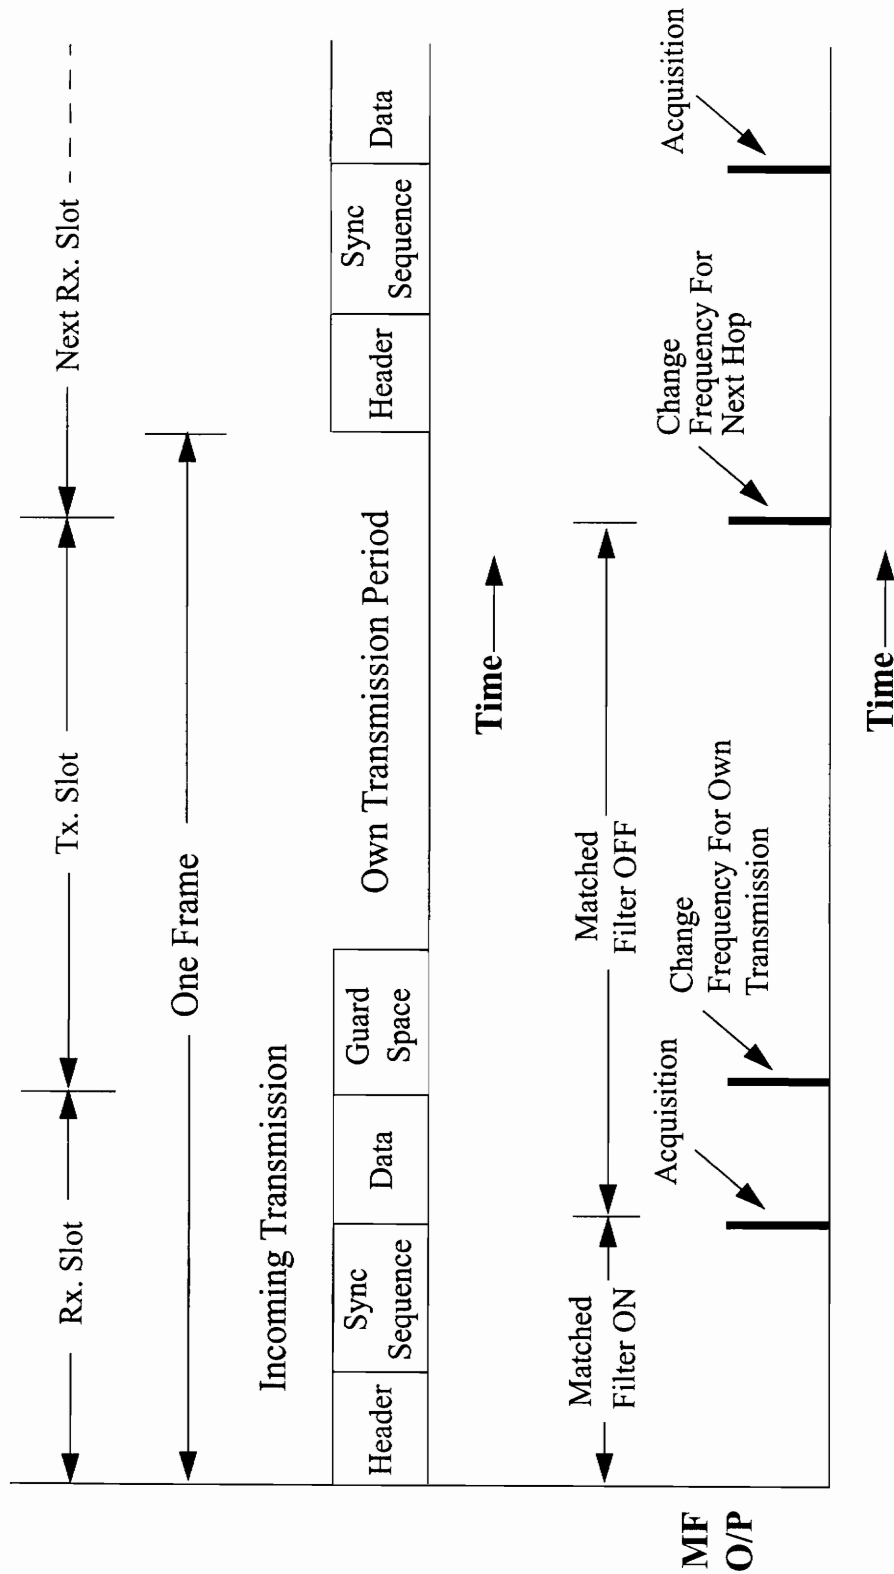 Rx. Slot
Tx. Slot
Next Rx. Slot
One Frame
Incoming Transmission
Header
Sync
Sequence
Data
Guard
Space
Own Transmission Period
Header
Sync
Sequence
Data
Time
Matched
Filter ON
Matched
Filter OFF
MF
O/P
Acquisition
Change
Frequency For Own
Transmission
Change
Frequency For
Next Hop
Acquisition
Time